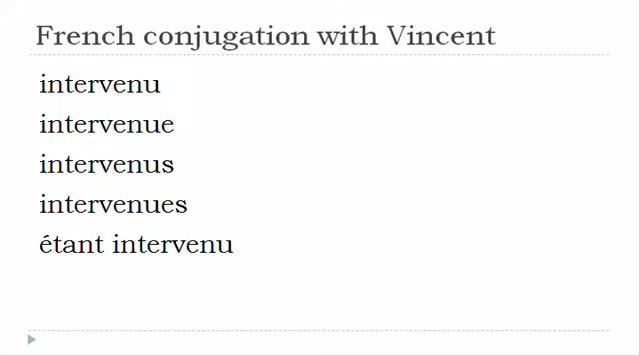 French conjugation with Vincent
intervenu
intervenue
intervenus
intervenues
étant intervenu